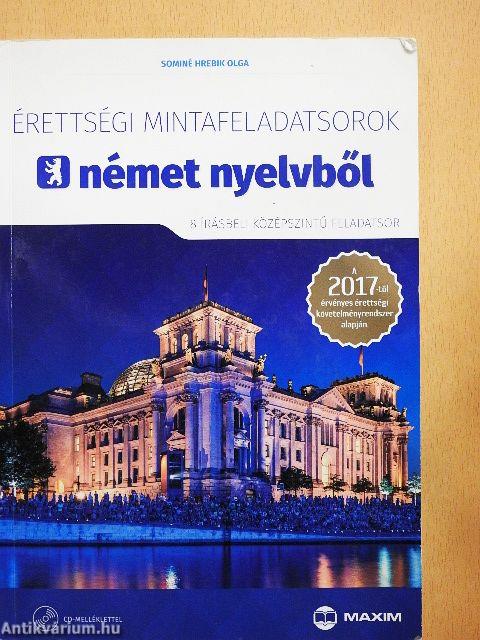 SOMINÉ HREBIK OLGA
ÉRETTSÉGI MINTAFELADATSOROK
német nyelvből
8 ÍRÁSBELI KÖZÉPSZINTŰ FELADATSOR
A
2017-től
érvényes érettségi
követelményrendszer
alapján
CD-MELLÉKLETTEL
MAXIM
Antikvárium.hu